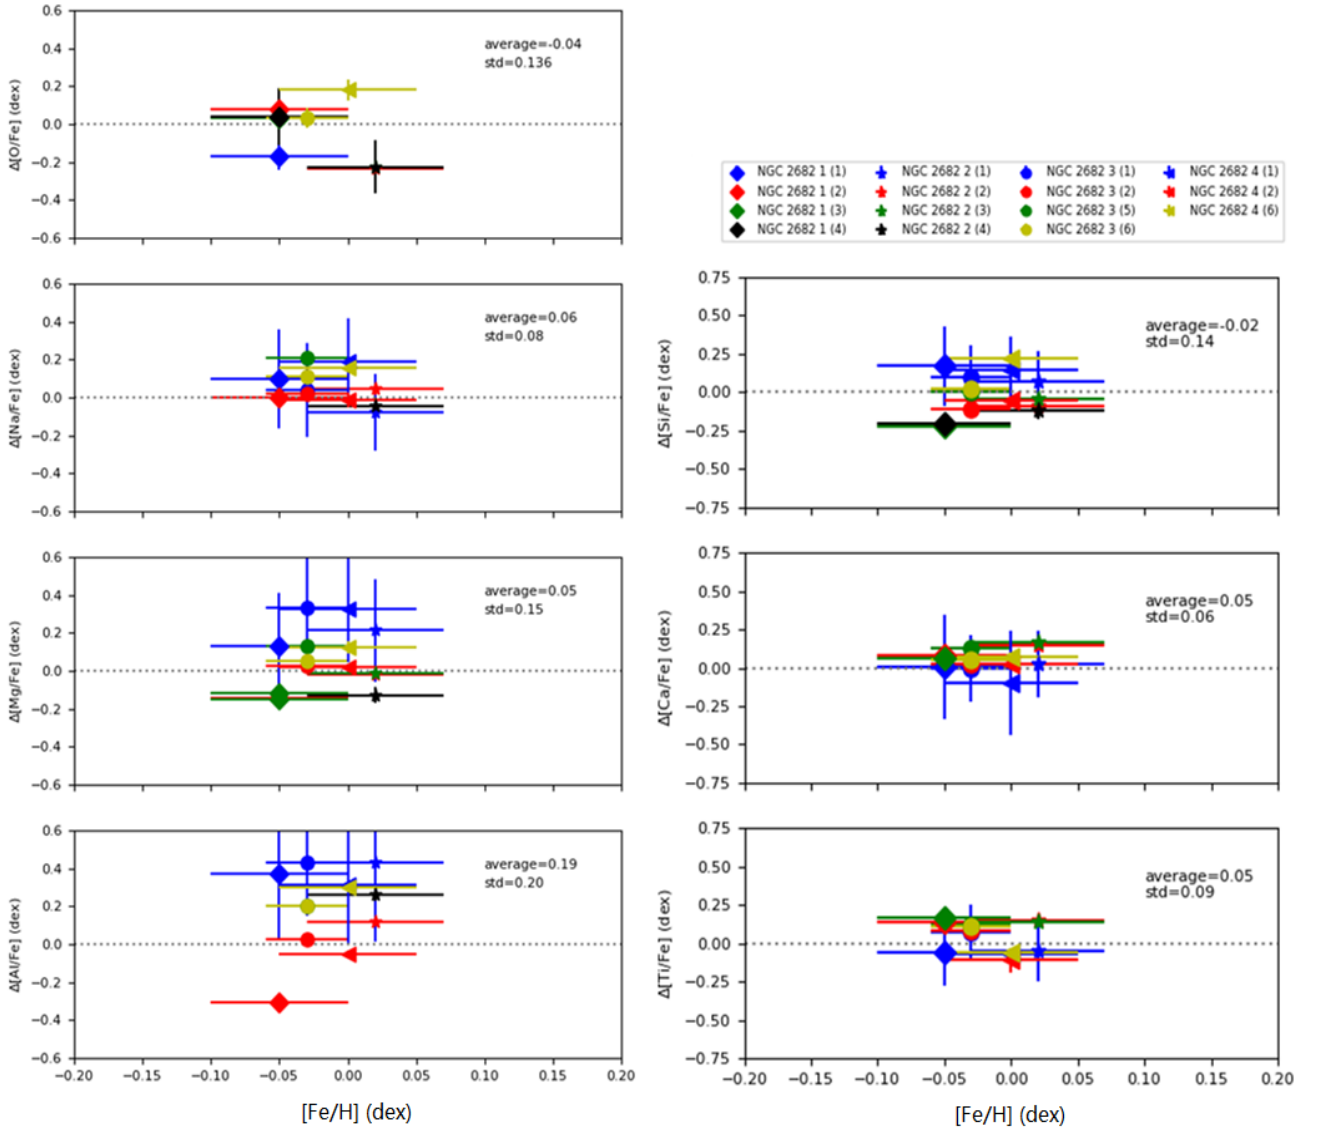 0.6
0.4
0.2
0.0
−0.2
−0.4
−0.6
Δ[O/Fe] (dex)
average=-0.04
std=0.136
0.6
0.4
0.2
0.0
−0.2
−0.4
−0.6
Δ[Na/Fe] (dex)
average=0.06
std=0.08
0.6
0.4
0.2
0.0
−0.2
−0.4
−0.6
Δ[Mg/Fe] (dex)
average=0.05
std=0.15
0.6
0.4
0.2
0.0
−0.2
−0.4
−0.6
Δ[Al/Fe] (dex)
average=0.19
std=0.20
−0.20 −0.15 −0.10 −0.05 0.00 0.05 0.10 0.15 0.20
[Fe/H] (dex)
NGC 2682 1 (1) NGC 2682 2 (1) NGC 2682 3 (1) NGC 2682 4 (1)
NGC 2682 1 (2) NGC 2682 2 (2) NGC 2682 3 (2) NGC 2682 4 (2)
NGC 2682 1 (3) NGC 2682 2 (3) NGC 2682 3 (5) NGC 2682 4 (6)
NGC 2682 1 (4) NGC 2682 2 (4) NGC 2682 3 (6)
0.75
0.50
0.25
0.00
−0.25
−0.50
−0.75
Δ[Si/Fe] (dex)
average=-0.02
std=0.14
0.75
0.50
0.25
0.00
−0.25
−0.50
−0.75
Δ[Ca/Fe] (dex)
average=0.05
std=0.06
0.75
0.50
0.25
0.00
−0.25
−0.50
−0.75
Δ[Ti/Fe] (dex)
average=0.05
std=0.09
−0.20 −0.15 −0.10 −0.05 0.00 0.05 0.10 0.15 0.20
[Fe/H] (dex)